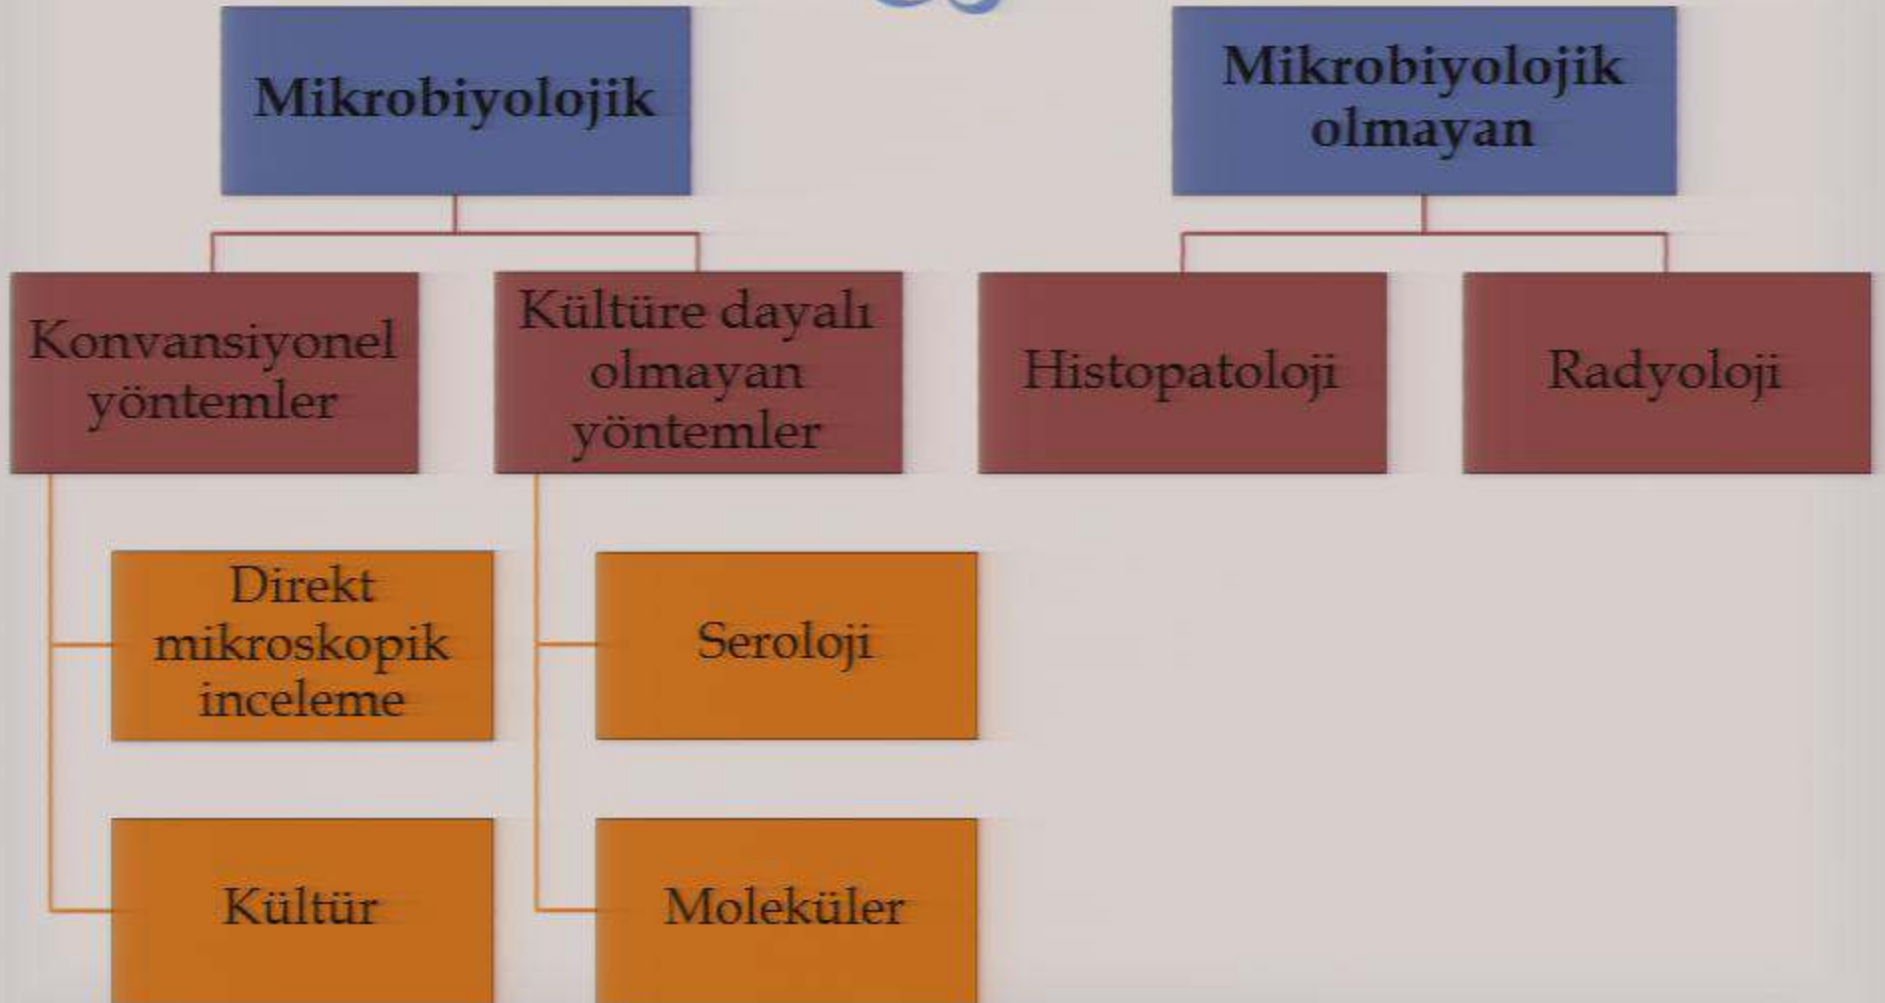 Mikrobiyolojik
Mikrobiyolojik
olmayan
Konvansiyonel
yöntemler
Kültüre dayalı
olmayan
yöntemler
Histopatoloji
Radyoloji
Direkt
mikroskopik
inceleme
Seroloji
Kültür
Moleküler